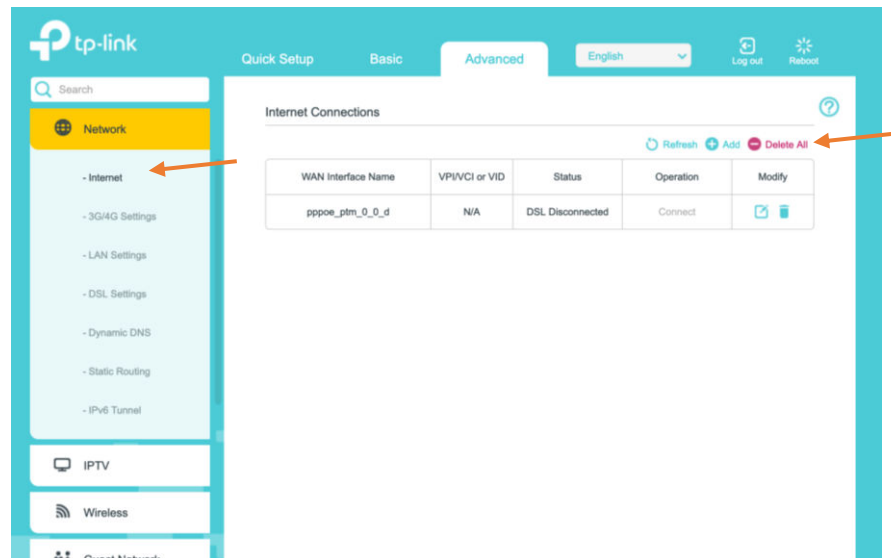 tp-link
Quick Setup Basic Advanced English Log out Reboot
Search
Network
- Internet
- 3G/4G Settings
- LAN Settings
- DSL Settings
- Dynamic DNS
- Static Routing
- IPv6 Tunnel
IPTV
Wireless
Guest Network
Internet Connections
Refresh Add Delete All
WAN Interface Name VPI/VCI or VID Status Operation Modify
pppoe_ptm_0_0_d N/A DSL Disconnected Connect